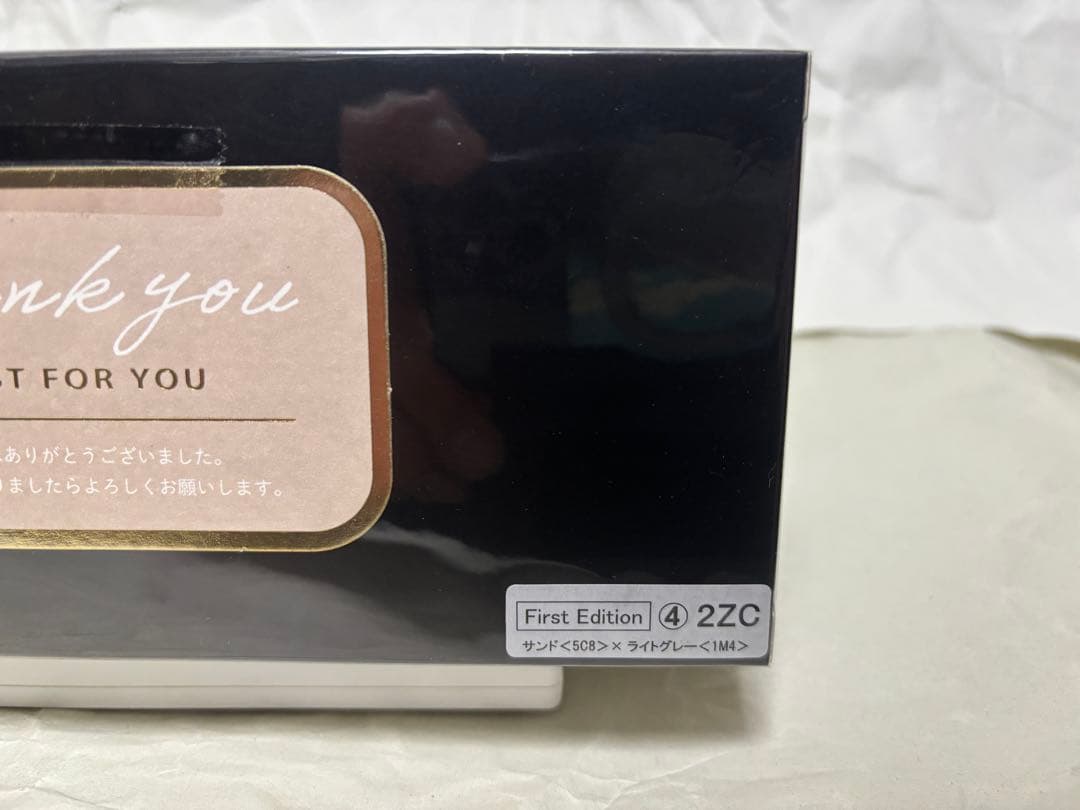 ank you
ST FOR YOU
ありがとうございました。
りましたらよろしくお願いします。
First Edition ④ 2ZC
サンド<5C8>×ライトグレー<1M4>